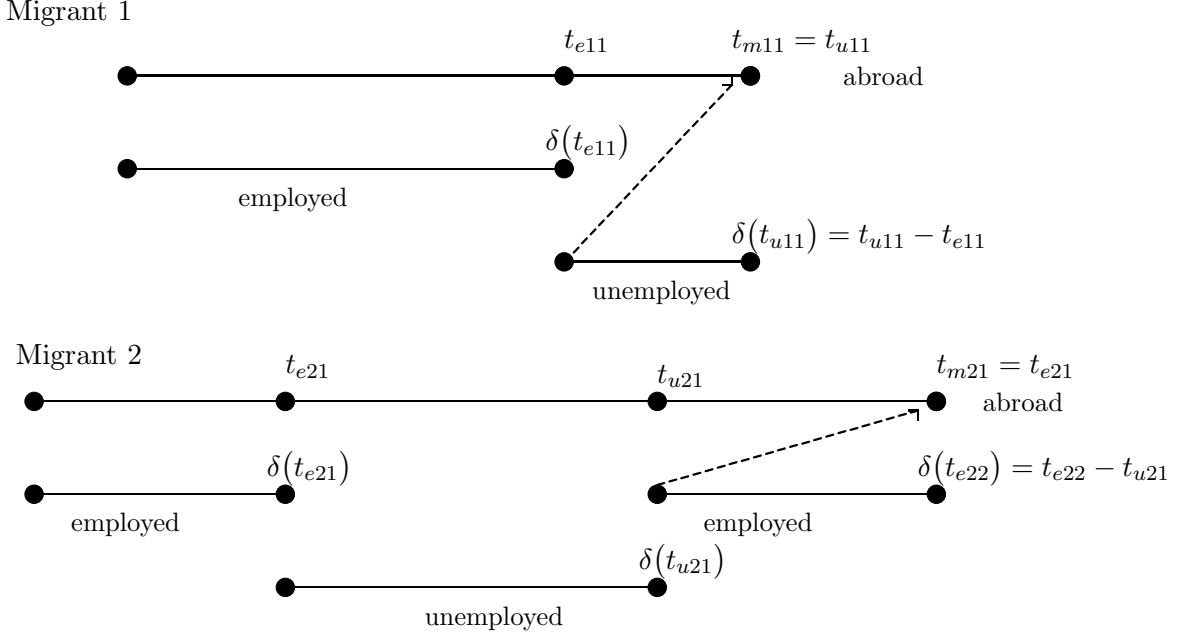 Migrant 1
t_{e11}
t_{m11} = t_{u11}
abroad
δ(t_{e11})
employed
δ(t_{u11}) = t_{u11} − t_{e11}
unemployed
Migrant 2
t_{e21}
t_{u21}
t_{m21} = t_{e21}
abroad
δ(t_{e21})
δ(t_{e22}) = t_{e22} − t_{u21}
employed
employed
δ(t_{u21})
unemployed